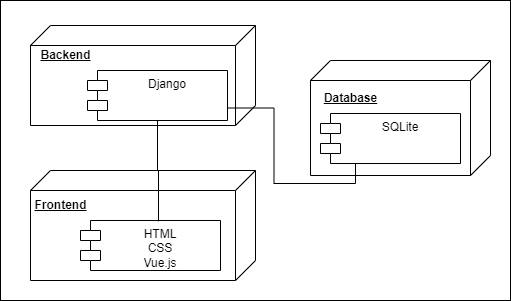 Backend
Django
Database
SQLite
Frontend
HTML
CSS
Vue.js